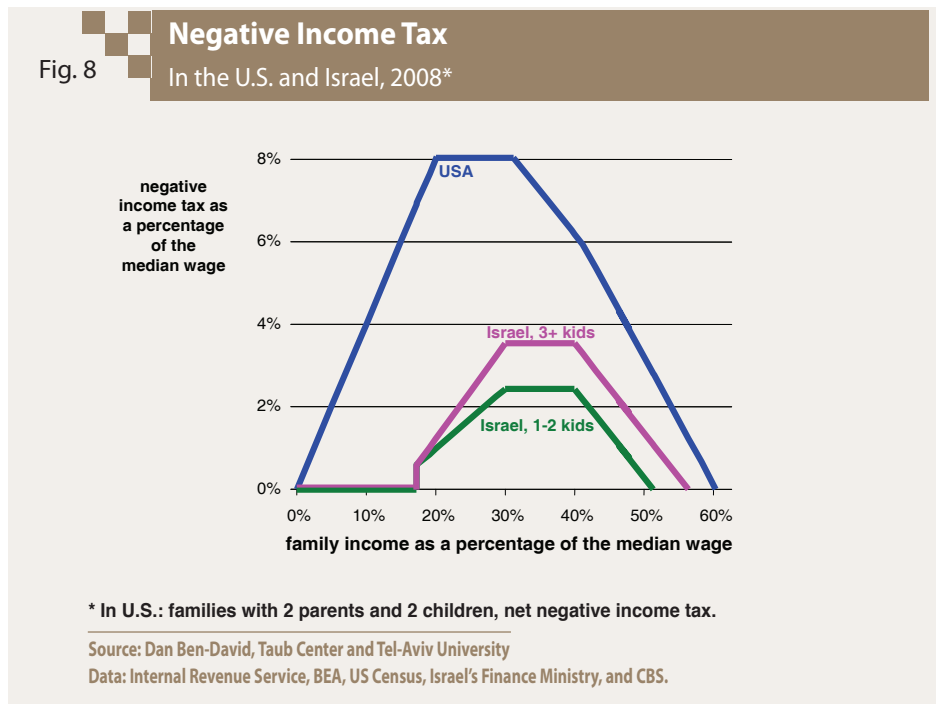 Fig. 8
Negative Income Tax
In the U.S. and Israel, 2008*
negative
income tax as
a percentage
of the
median wage
8%
6%
4%
2%
0%
USA
Israel, 3+ kids
Israel, 1-2 kids
0% 10% 20% 30% 40% 50% 60%
family income as a percentage of the median wage
* In U.S.: families with 2 parents and 2 children, net negative income tax.
Source: Dan Ben-David, Taub Center and Tel-Aviv University
Data: Internal Revenue Service, BEA, US Census, Israel's Finance Ministry, and CBS.